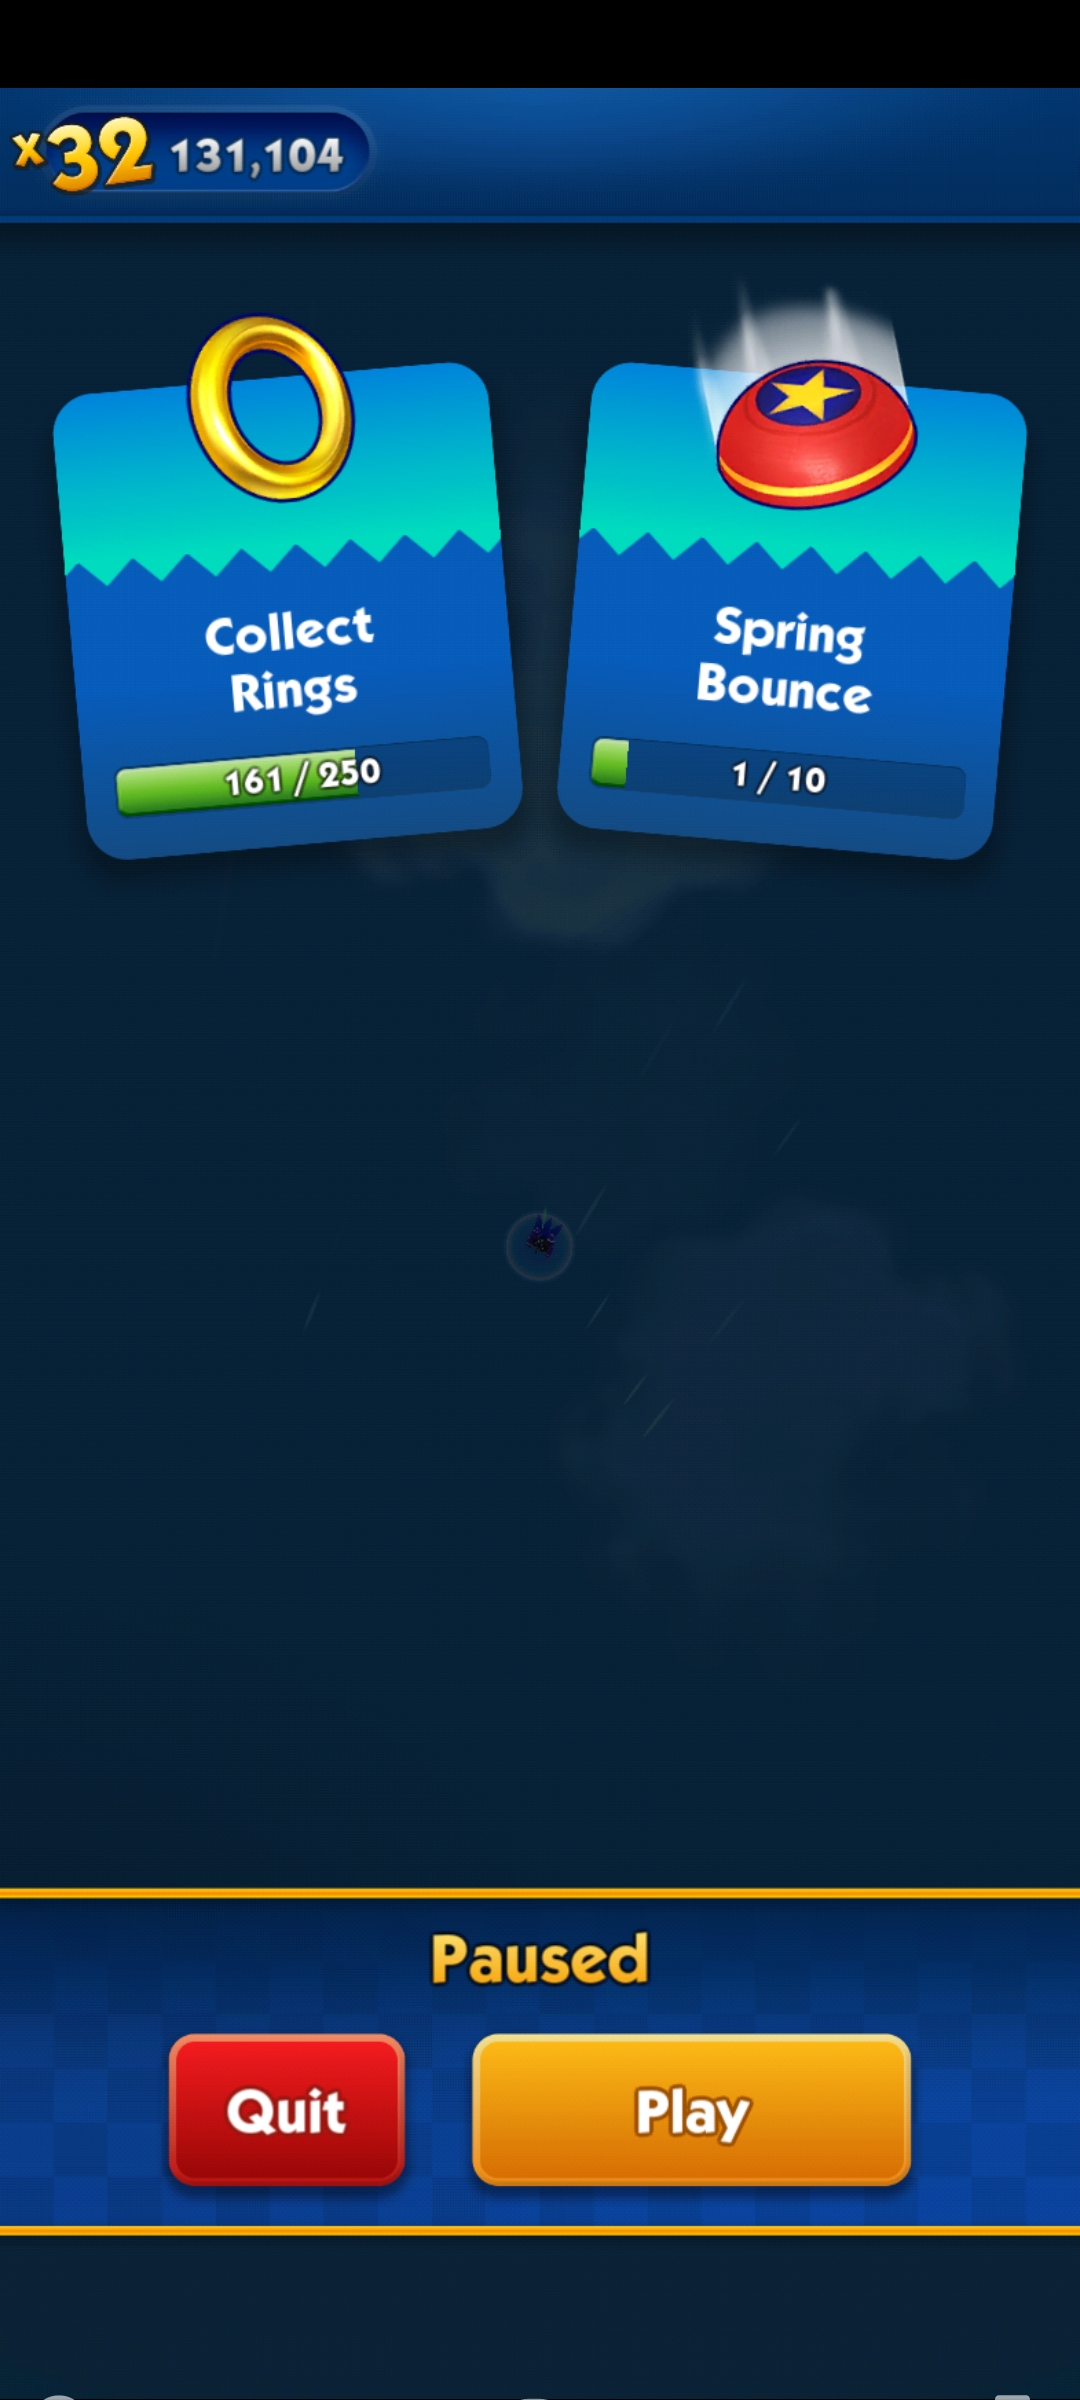 x32 131,104
Collect
Rings
161 / 250
Spring
Bounce
1 / 10
Paused
Quit
Play